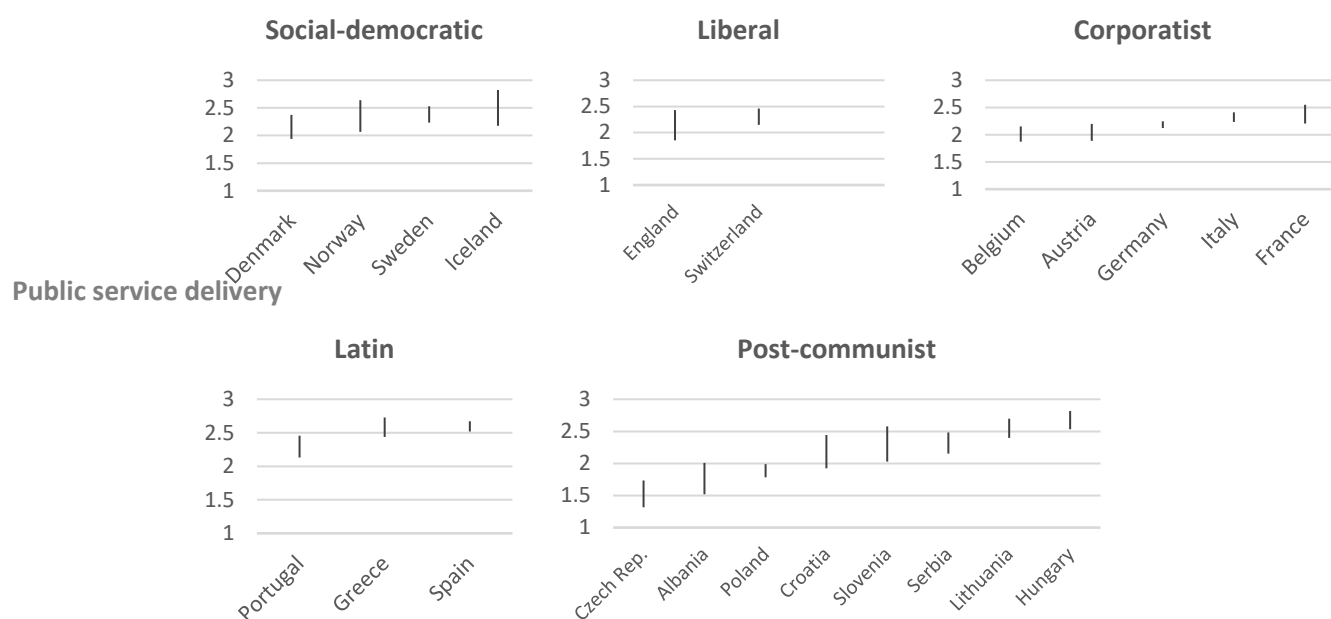 Social-democratic
3
2.5
2
1.5
1
Denmark
Norway
Sweden
Iceland
Liberal
3
2.5
2
1.5
1
England
Switzerland
Corporatist
3
2.5
2
1.5
1
Belgium
Austria
Germany
Italy
France
Public service delivery
Latin
3
2.5
2
1.5
1
Portugal
Greece
Spain
Post-communist
3
2.5
2
1.5
1
Czech Rep.
Albania
Poland
Croatia
Slovenia
Serbia
Lithuania
Hungary